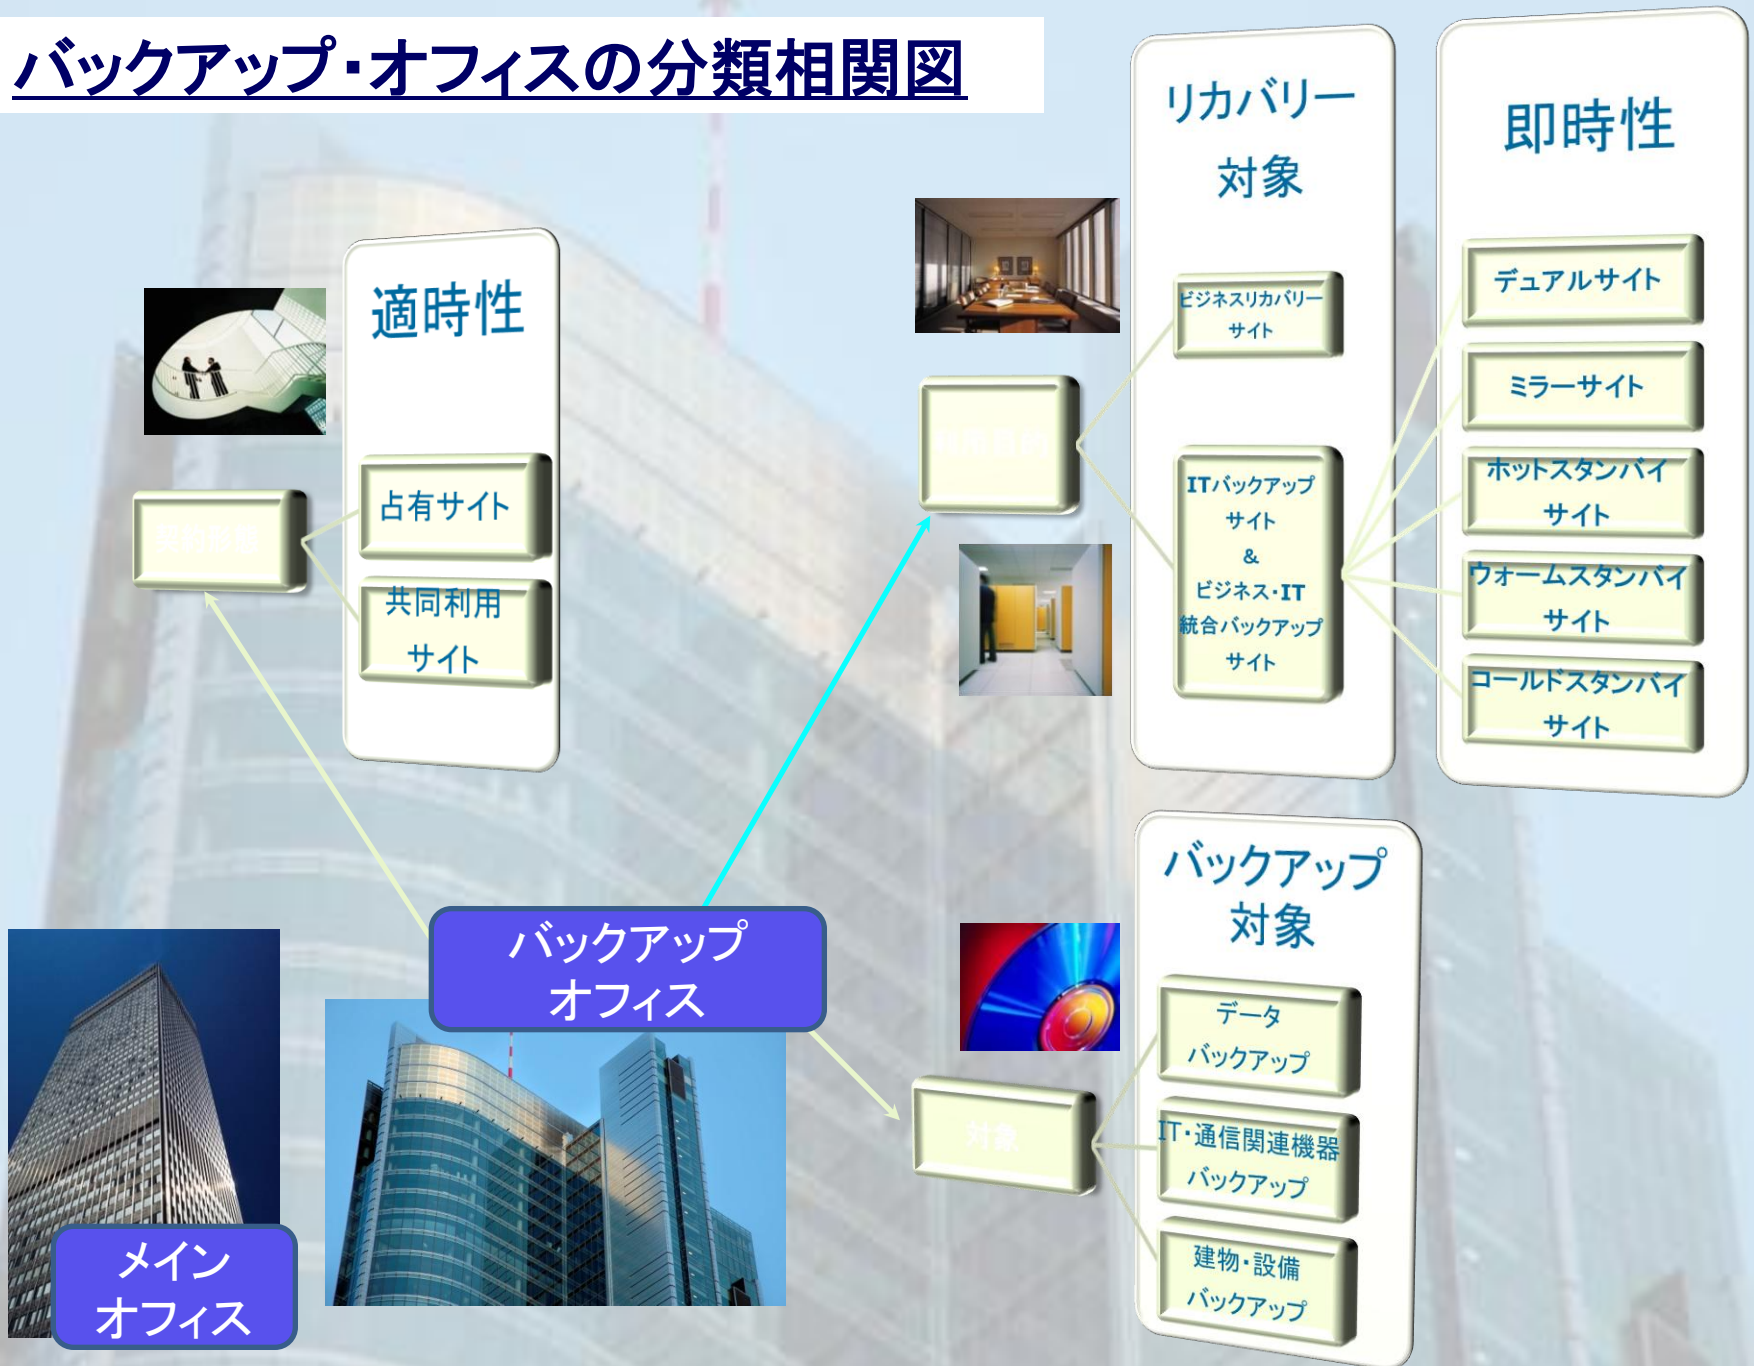 バックアップ・オフィスの分類相関図
適時性
占有サイト
共同利用
サイト
リカバリー
対象
ビジネスリカバリー
サイト
ITバックアップ
サイト
&
ビジネス・IT
統合バックアップ
サイト
即時性
デュアルサイト
ミラーサイト
ホットスタンバイ
サイト
ウォームスタンバイ
サイト
コールドスタンバイ
サイト
バックアップ
オフィス
メイン
オフィス
対象
バックアップ
対象
データ
バックアップ
IT・通信関連機器
バックアップ
建物・設備
バックアップ